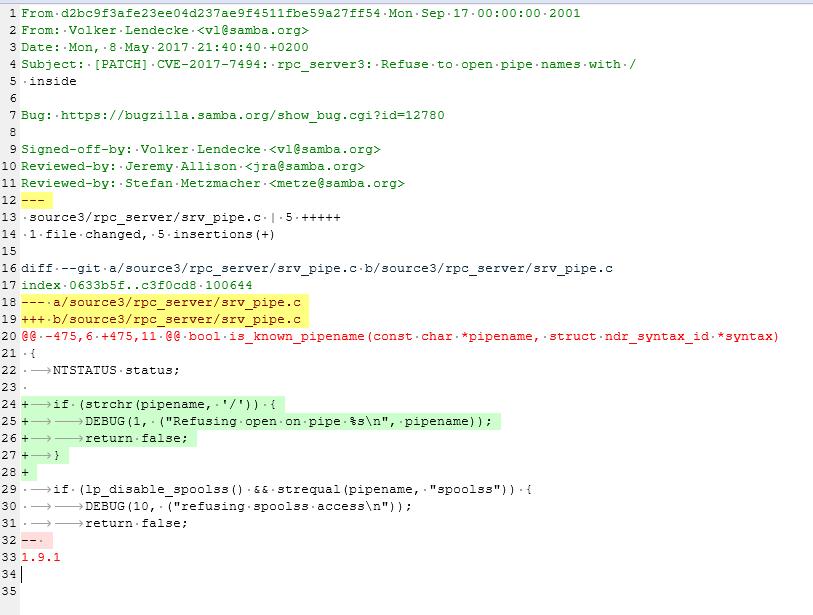 1 From d2bc9f3afe23ee04d237ae9f4511fbe59a27ff54 Mon Sep 17 00:00:00 2001
2 From: Volker Lendecke <vl@samba.org>
3 Date: Mon, 8 May 2017 21:40:40 +0200
4 Subject: [PATCH] CVE-2017-7494: rpc_server3: Refuse to open pipe names with /
5  inside
6
7 Bug: https://bugzilla.samba.org/show_bug.cgi?id=12780
8
9 Signed-off-by: Volker Lendecke <vl@samba.org>
10 Reviewed-by: Jeremy Allison <jra@samba.org>
11 Reviewed-by: Stefan Metzmacher <metze@samba.org>
12 ---
13  source3/rpc_server/srv_pipe.c | 5 +++++
14  1 file changed, 5 insertions(+)
15
16 diff --git a/source3/rpc_server/srv_pipe.c b/source3/rpc_server/srv_pipe.c
17 index 0633b5f..c3f0cd8 100644
18 --- a/source3/rpc_server/srv_pipe.c
19 +++ b/source3/rpc_server/srv_pipe.c
20 @@ -475,6 +475,11 @@ bool is_known_pipename(const char *pipename, struct ndr_syntax_id *syntax)
21  {
22  	NTSTATUS status;
23
24 +	if (strchr(pipename, '/')) {
25 +		DEBUG(1, ("Refusing open on pipe %s\n", pipename));
26 +		return false;
27 +	}
28 +
29  	if (lp_disable_spoolss() && strequal(pipename, "spoolss")) {
30  		DEBUG(10, ("refusing spoolss access\n"));
31  		return false;
32 --
33 1.9.1
34
35